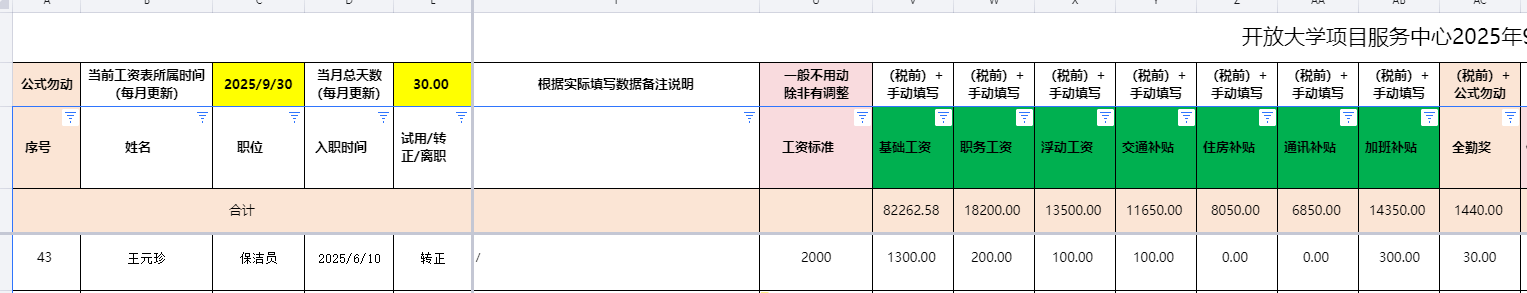 A B C D E T U V W X Y Z AA AB AC
开放大学项目服务中心2025年9
公式勿动 当前工资表所属时间 2025/9/30 当月总天数 30.00 根据实际填写数据备注说明 一般不用动 （税前）+ （税前）+ （税前）+ （税前）+ （税前）+ （税前）+ （税前）+ （税前）+
(每月更新) (每月更新) 除非有调整 手动填写 手动填写 手动填写 手动填写 手动填写 手动填写 手动填写 公式勿动
序号 姓名 职位 入职时间 试用/转 工资标准 基础工资 职务工资 浮动工资 交通补贴 住房补贴 通讯补贴 加班补贴 全勤奖
正/离职
合计 82262.58 18200.00 13500.00 11650.00 8050.00 6850.00 14350.00 1440.00
43 王元珍 保洁员 2025/6/10 转正 / 2000 1300.00 200.00 100.00 100.00 0.00 0.00 300.00 30.00